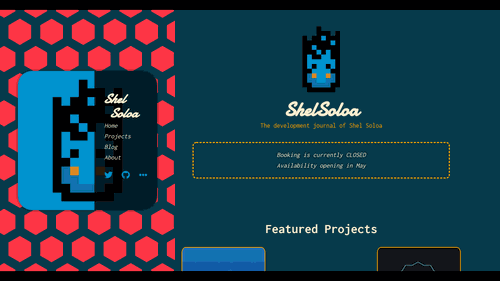 Shel
Soloa
Home
Projects
Blog
About
ShelSoloa
The development journal of Shel Soloa
Booking is currently CLOSED
Availability opening in May
Featured Projects